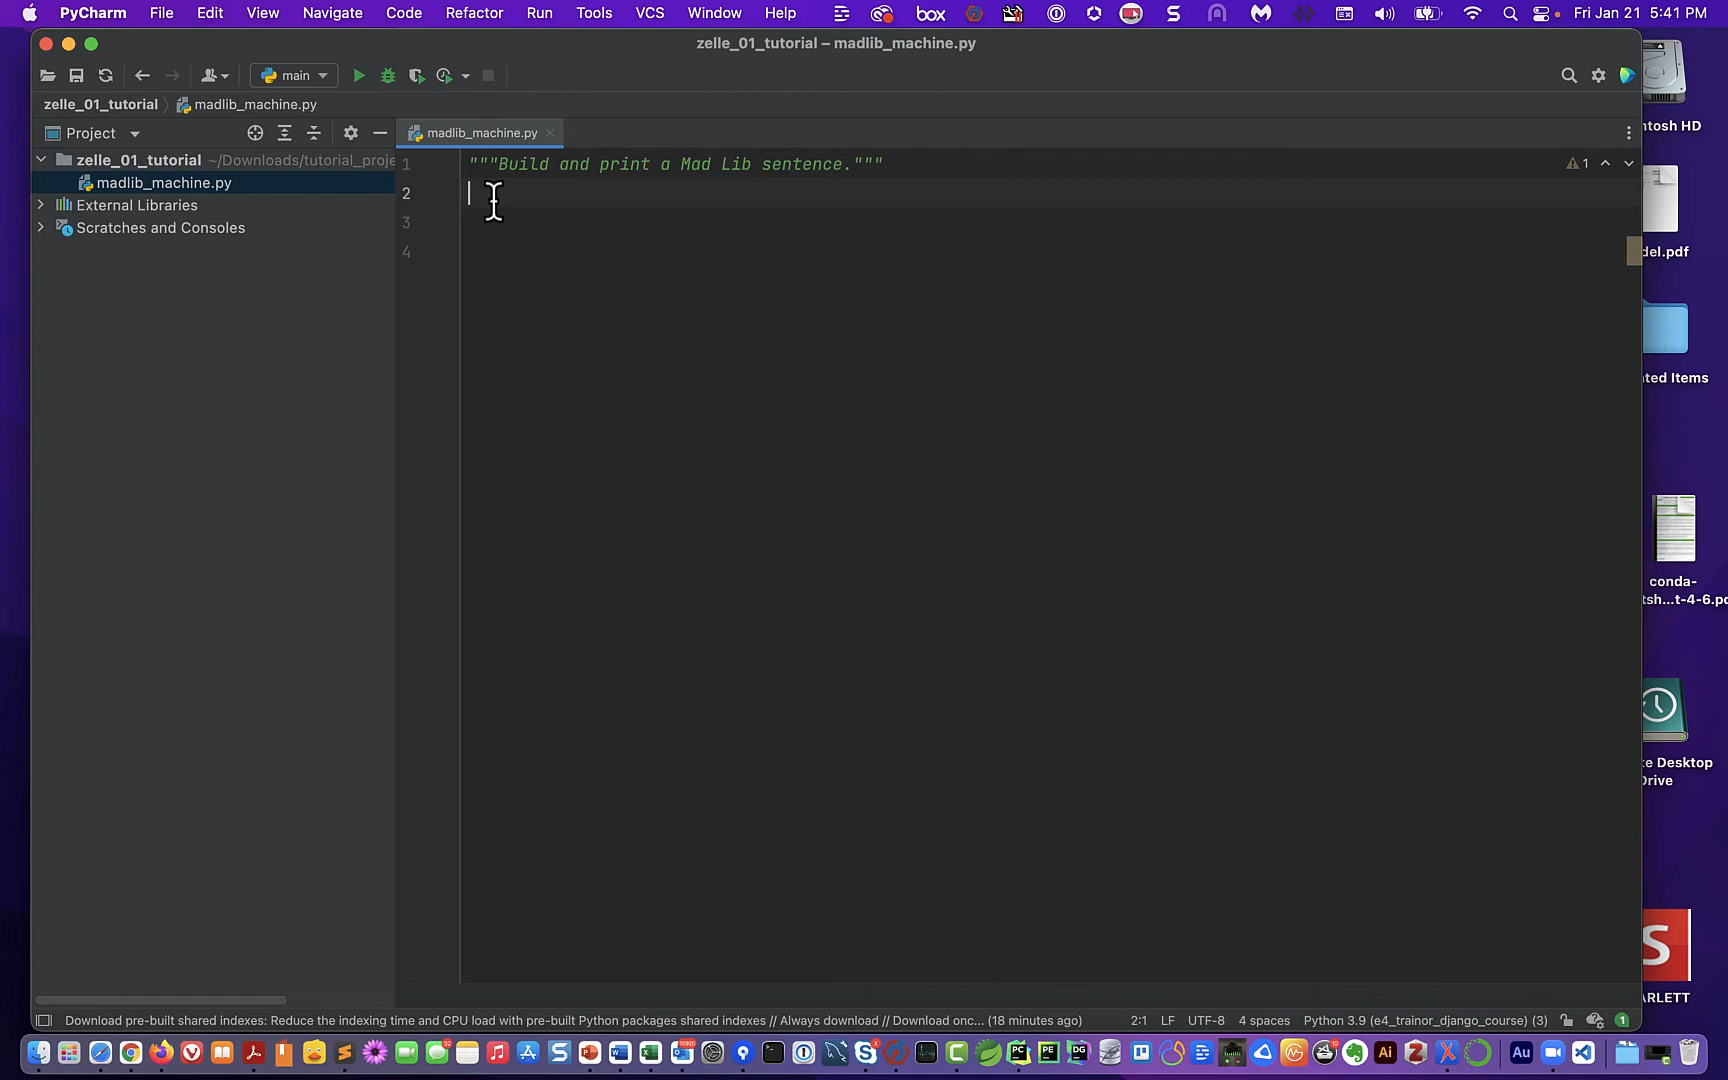 PyCharm File Edit View Navigate Code Refactor Run Tools VCS Window Help box Fri Jan 21 5:41 PM
zelle_01_tutorial – madlib_machine.py
main
zelle_01_tutorial madlib_machine.py
Project madlib_machine.py
zelle_01_tutorial ~/Downloads/tutorial_proje
madlib_machine.py
External Libraries
Scratches and Consoles
1 """Build and print a Mad Lib sentence.""" 1
2
3
4
ntosh HD
del.pdf
ted Items
conda-
tsh...t-4-6.pd
te Desktop
Drive
ARLETT
Download pre-built shared indexes: Reduce the indexing time and CPU load with pre-built Python packages shared indexes // Always download // Download onc... (18 minutes ago) 2:1 LF UTF-8 4 spaces Python 3.9 (e4_trainor_django_course) (3) 1